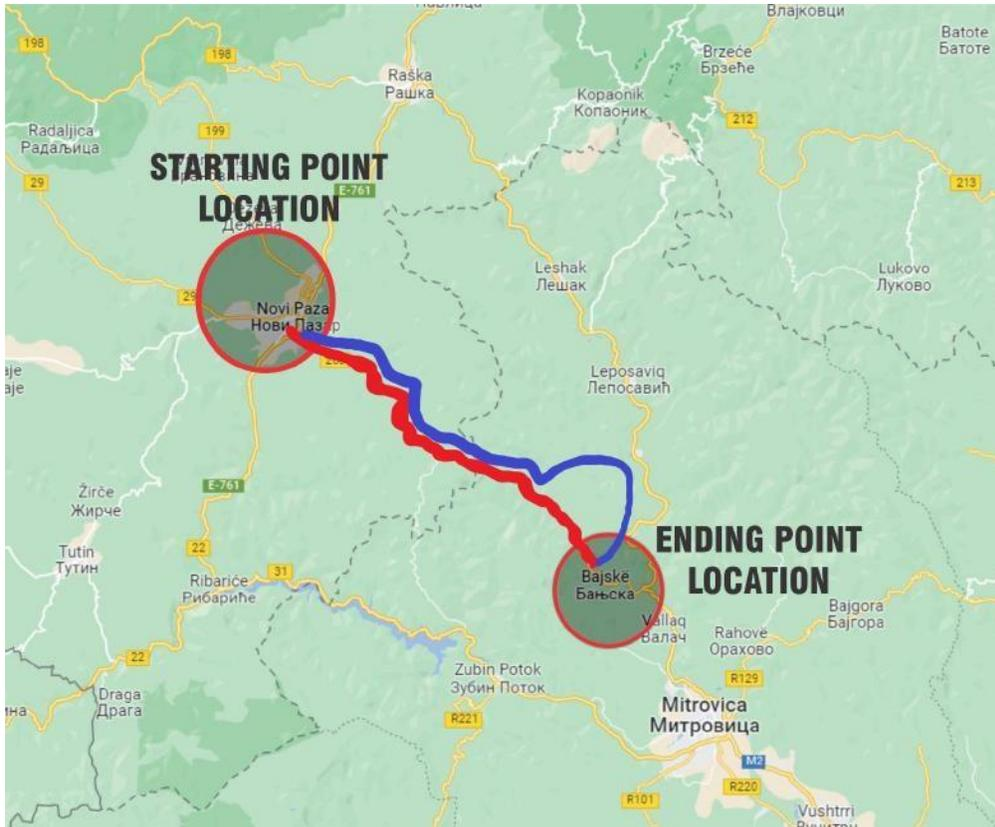 Влајковци
198
198
Raška
Рашка
Brzeće
Брзеће
Batote
Батоте
Kopaonik
Копаоник
Radaljica
Радаљица
199
212
29
STARTING POINT
LOCATION
E-761
213
Дежева
Leshak
Лешак
Lukovo
Луково
29
Novi Paza
Нови Пазар
Leposaviq
Лепосавић
E-761
Žirče
Жирче
ENDING POINT
LOCATION
Tutin
Тутин
22
31
Ribariće
Рибариће
Bajskë
Бањска
Bajgora
Бајгора
Vallaq
Валач
Rahovë
Орахово
22
Zubin Potok
Зубин Поток
R129
Draga
Драга
Mitrovica
Митровица
R221
M2
R220
R101
Vushtrri